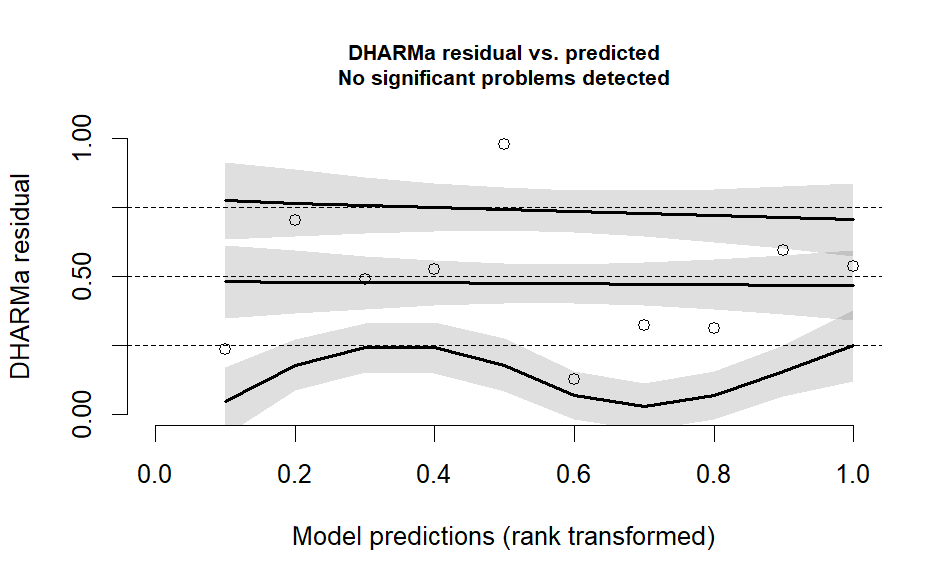 DHARMa residual vs. predicted
No significant problems detected
1.00
0.50
0.00
DHARMa residual
0.0 0.2 0.4 0.6 0.8 1.0
Model predictions (rank transformed)